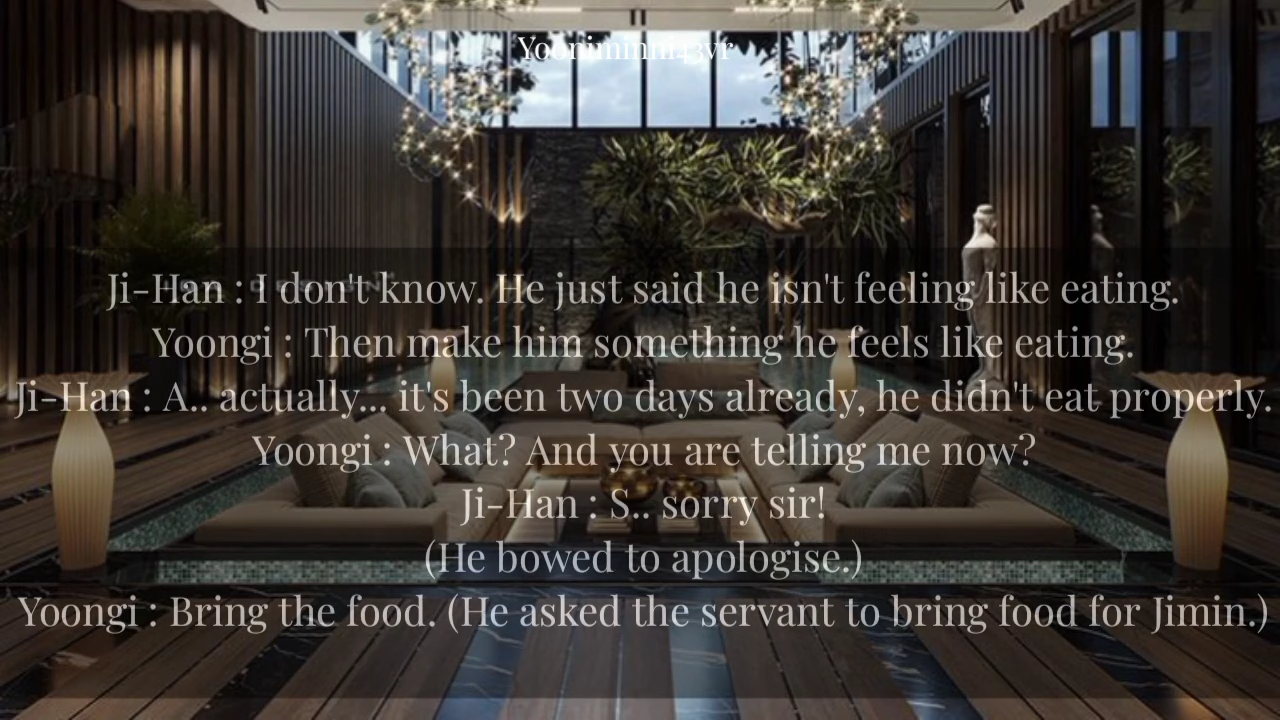 Yooniminni43vr
Ji-Han : I don't know. He just said he isn't feeling like eating.
Yoongi : Then make him something he feels like eating.
Ji-Han : A.. actually... it's been two days already, he didn't eat properly.
Yoongi : What? And you are telling me now?
Ji-Han : S.. sorry sir!
(He bowed to apologise.)
Yoongi : Bring the food. (He asked the servant to bring food for Jimin.)